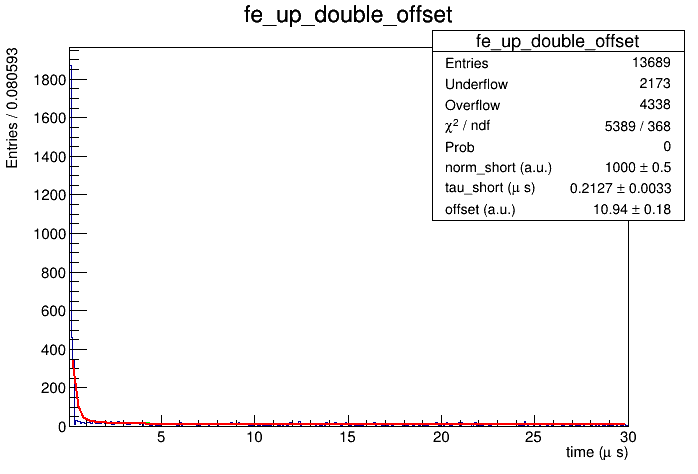 fe_up_double_offset
fe_up_double_offset
Entries 13689
Underflow 2173
Overflow 4338
χ² / ndf 5389 / 368
Prob 0
norm_short (a.u.) 1000 ± 0.5
tau_short (μ s) 0.2127 ± 0.0033
offset (a.u.) 10.94 ± 0.18
Entries / 0.080593
1800
1600
1400
1200
1000
800
600
400
200
0
5 10 15 20 25 30
time (μ s)